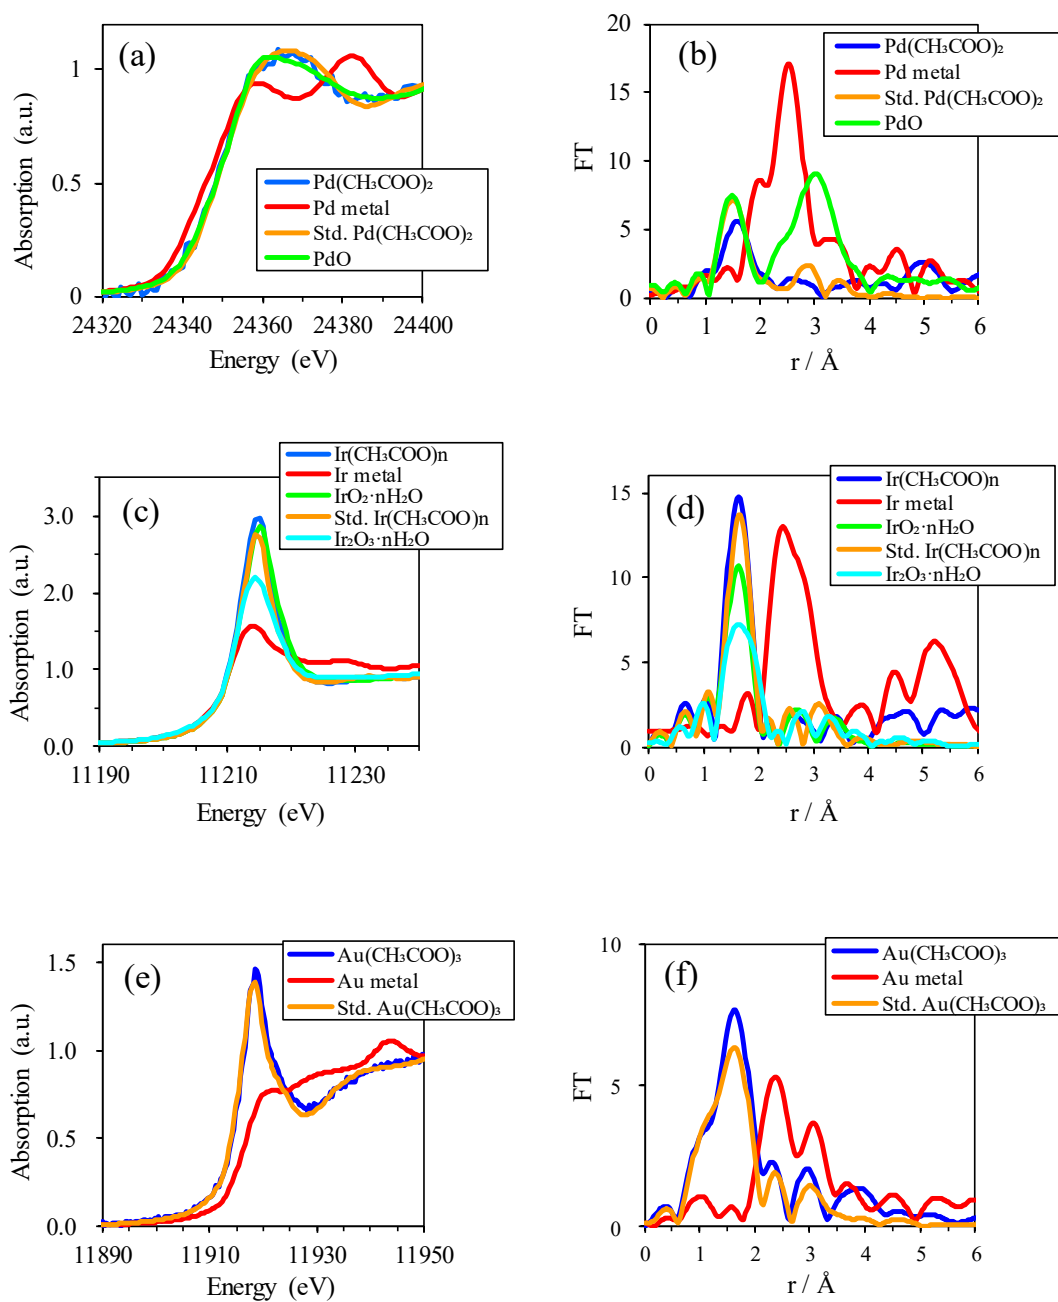 (a)
Absorption (a.u.)
1
0.5
0
Pd(CH₃COO)₂
Pd metal
Std. Pd(CH₃COO)₂
PdO
24320 24340 24360 24380 24400
Energy (eV)
(b)
FT
20
15
10
5
0
Pd(CH₃COO)₂
Pd metal
Std. Pd(CH₃COO)₂
PdO
0 1 2 3 4 5 6
r / Å
(c)
Absorption (a.u.)
3.0
2.0
1.0
0.0
Ir(CH₃COO)n
Ir metal
IrO₂·nH₂O
Std. Ir(CH₃COO)n
Ir₂O₃·nH₂O
11190 11210 11230
Energy (eV)
(d)
FT
15
10
5
0
Ir(CH₃COO)n
Ir metal
IrO₂·nH₂O
Std. Ir(CH₃COO)n
Ir₂O₃·nH₂O
0 1 2 3 4 5 6
r / Å
(e)
Absorption (a.u.)
1.5
1.0
0.5
0.0
Au(CH₃COO)₃
Au metal
Std. Au(CH₃COO)₃
11890 11910 11930 11950
Energy (eV)
(f)
FT
10
5
0
Au(CH₃COO)₃
Au metal
Std. Au(CH₃COO)₃
0 1 2 3 4 5 6
r / Å